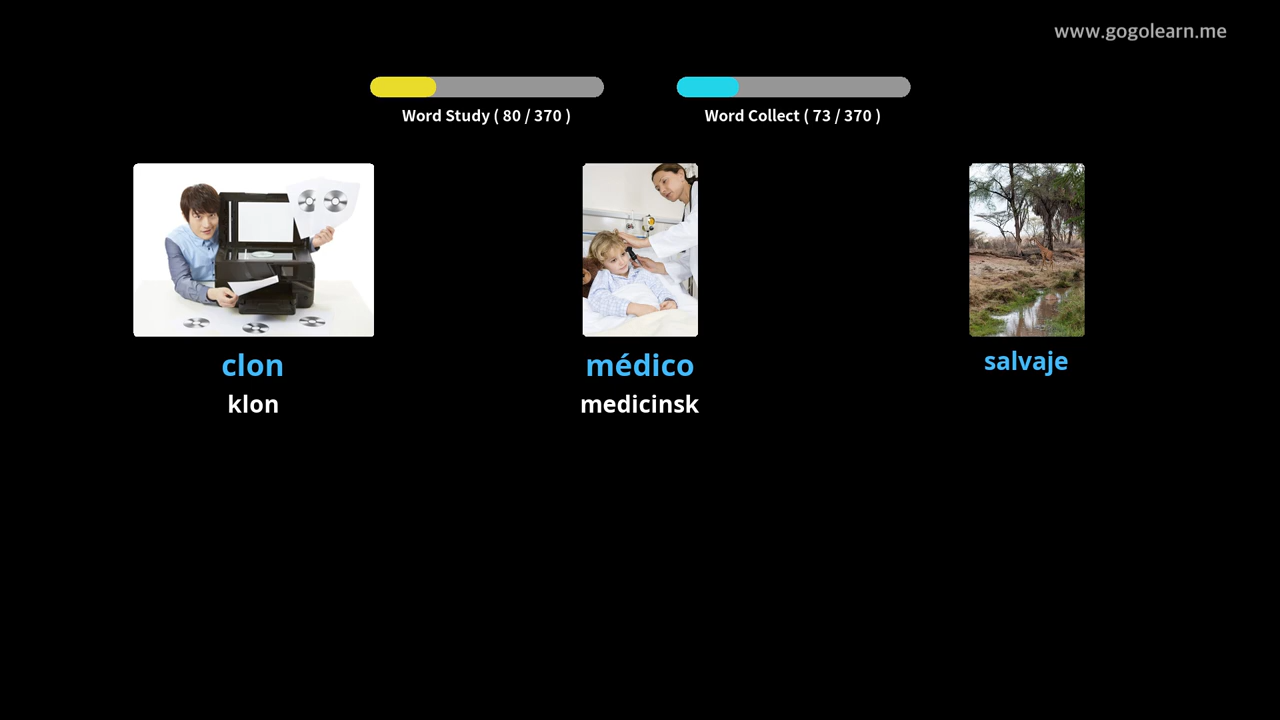 www.gogolearn.me
Word Study ( 80 / 370 )
Word Collect ( 73 / 370 )
clon
klon
médico
medicinsk
salvaje